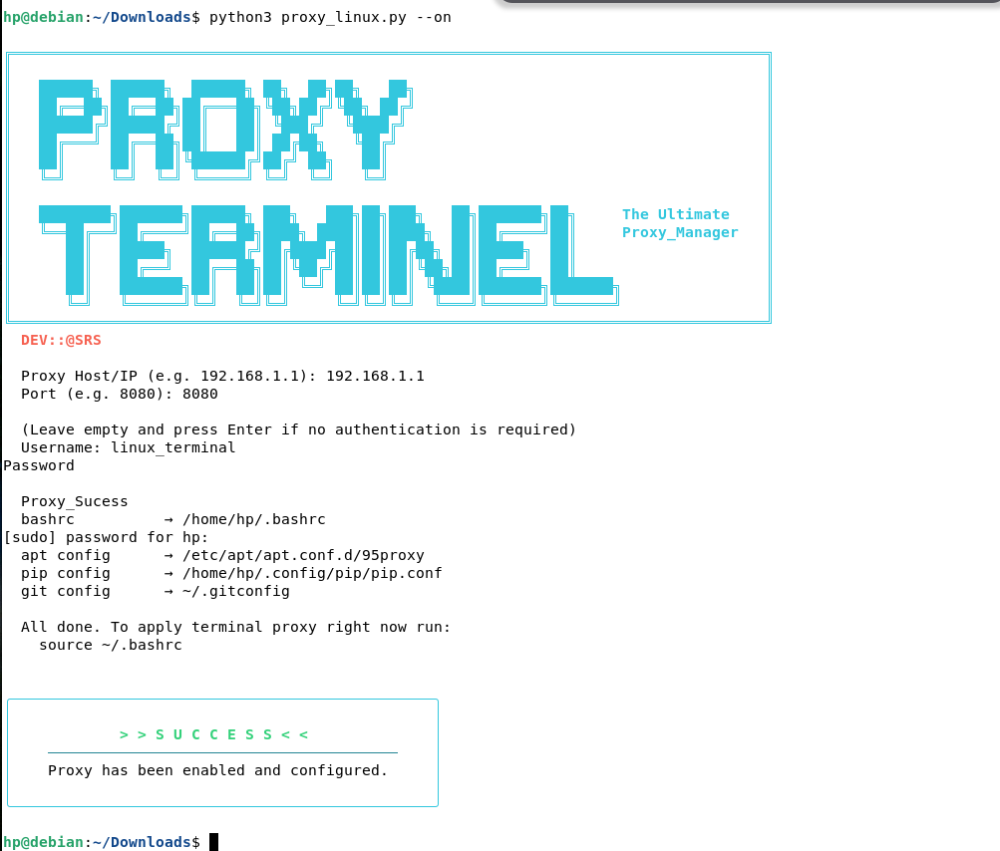 hp@debian:~/Downloads$ python3 proxy_linux.py --on
PROXY
TERMINEL
The Ultimate
Proxy_Manager
DEV::@SRS
Proxy Host/IP (e.g. 192.168.1.1): 192.168.1.1
Port (e.g. 8080): 8080
(Leave empty and press Enter if no authentication is required)
Username: linux_terminal
Password
Proxy_Sucess
bashrc → /home/hp/.bashrc
[sudo] password for hp:
apt config → /etc/apt/apt.conf.d/95proxy
pip config → /home/hp/.config/pip/pip.conf
git config → ~/.gitconfig
All done. To apply terminal proxy right now run:
source ~/.bashrc
> > S U C C E S S < <
Proxy has been enabled and configured.
hp@debian:~/Downloads$